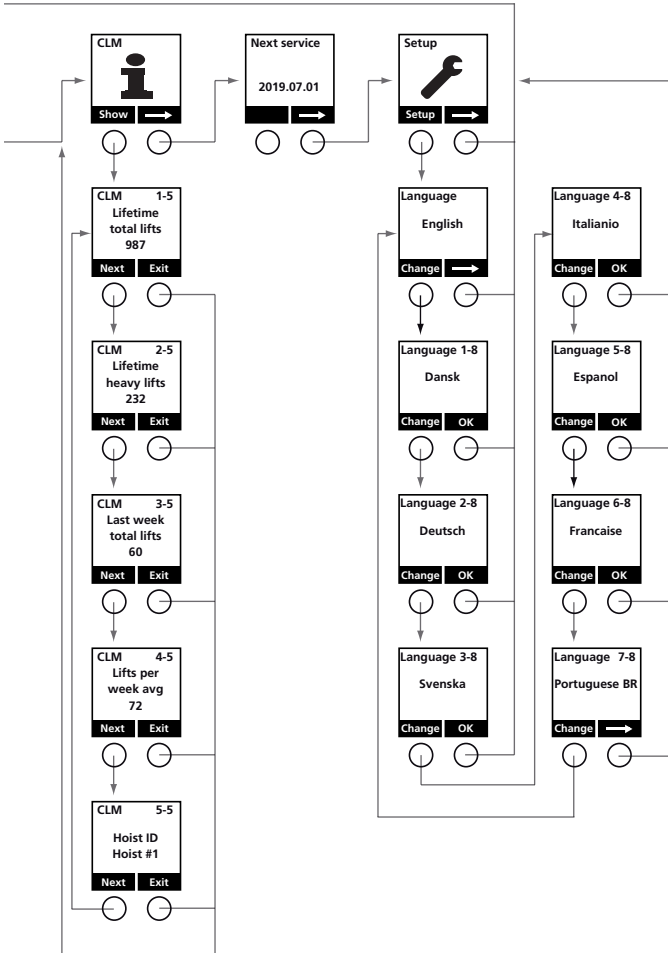 CLM
Show
Next service
2019.07.01
Setup
Setup
CLM 1-5
Lifetime
total lifts
987
Next Exit
CLM 2-5
Lifetime
heavy lifts
232
Next Exit
CLM 3-5
Last week
total lifts
60
Next Exit
CLM 4-5
Lifts per
week avg
72
Next Exit
CLM 5-5
Hoist ID
Hoist #1
Next Exit
Language
English
Change
Language 1-8
Dansk
Change OK
Language 2-8
Deutsch
Change OK
Language 3-8
Svenska
Change OK
Language 4-8
Italianio
Change OK
Language 5-8
Espanol
Change OK
Language 6-8
Francaise
Change OK
Language 7-8
Portuguese BR
Change